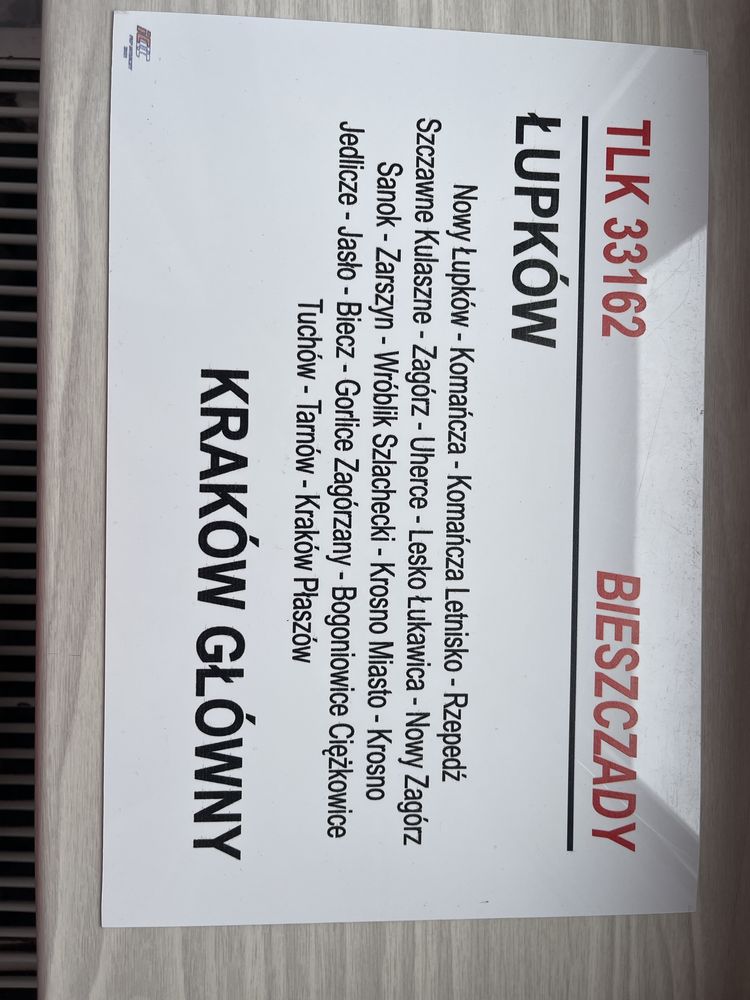 TLK 33162 BIESZCZADY
ŁUPKÓW
Nowy Łupków - Komańcza - Komańcza Letnisko - Rzepedź
Szczawne Kulaszne - Zagórz - Uherce - Lesko Łukawica - Nowy Zagórz
Sanok - Zarszyn - Wróblik Szlachecki - Krosno Miasto - Krosno
Jedlicze - Jasło - Biecz - Gorlice Zagórzany - Bogoniowice Ciężkowice
Tuchów - Tarnów - Kraków Płaszów
KRAKÓW GŁÓWNY